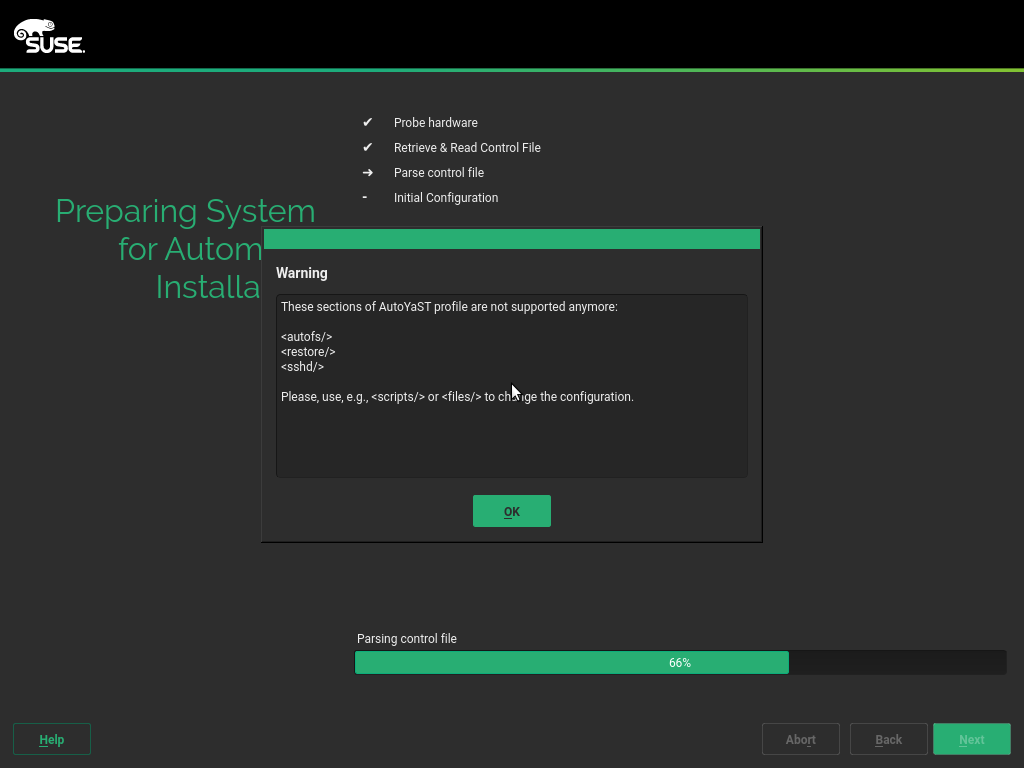 SUSE.
✔ Probe hardware
✔ Retrieve & Read Control File
➜ Parse control file
- Initial Configuration
Preparing System
for Autom
Installa
Warning
These sections of AutoYaST profile are not supported anymore:
<autofs/>
<restore/>
<sshd/>
Please, use, e.g., <scripts/> or <files/> to change the configuration.
OK
Parsing control file
66%
Help
Abort
Back
Next